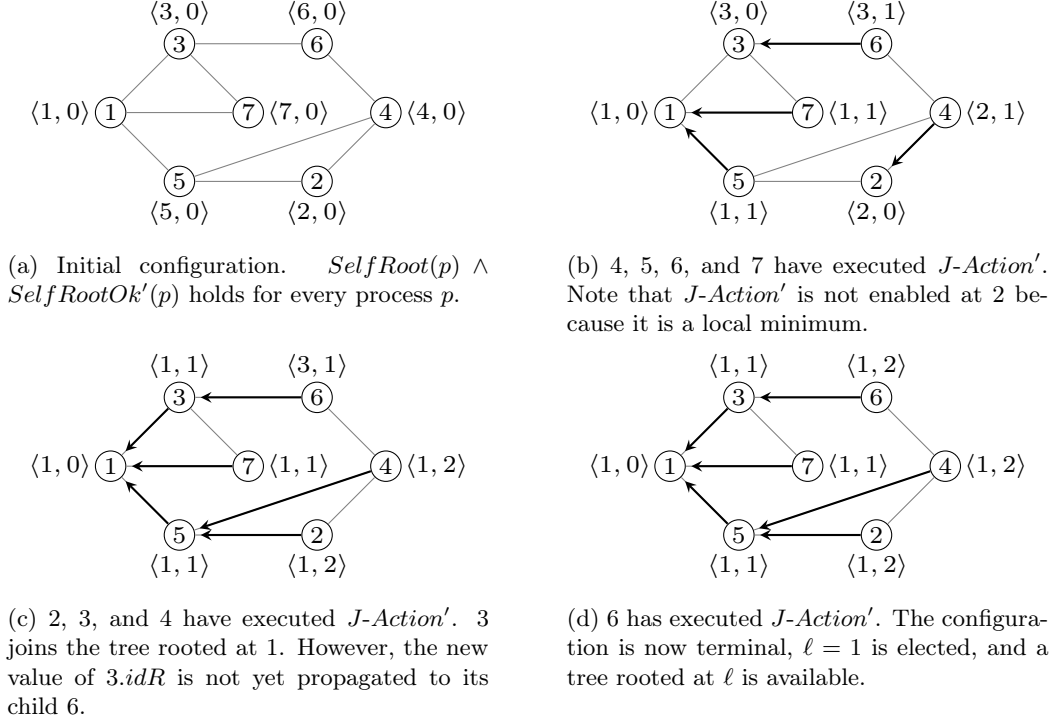 ⟨3, 0⟩ ⟨6, 0⟩
3 6
⟨1, 0⟩ 1 7 ⟨7, 0⟩ 4 ⟨4, 0⟩
5 2
⟨5, 0⟩ ⟨2, 0⟩
(a) Initial configuration. SelfRoot(p) ∧
SelfRootOk′(p) holds for every process p.
⟨3, 0⟩ ⟨3, 1⟩
3 6
⟨1, 0⟩ 1 7 ⟨1, 1⟩ 4 ⟨2, 1⟩
5 2
⟨1, 1⟩ ⟨2, 0⟩
(b) 4, 5, 6, and 7 have executed J-Action′.
Note that J-Action′ is not enabled at 2 be-
cause it is a local minimum.
⟨1, 1⟩ ⟨3, 1⟩
3 6
⟨1, 0⟩ 1 7 ⟨1, 1⟩ 4 ⟨1, 2⟩
5 2
⟨1, 1⟩ ⟨1, 2⟩
(c) 2, 3, and 4 have executed J-Action′. 3
joins the tree rooted at 1. However, the new
value of 3.idR is not yet propagated to its
child 6.
⟨1, 1⟩ ⟨1, 2⟩
3 6
⟨1, 0⟩ 1 7 ⟨1, 1⟩ 4 ⟨1, 2⟩
5 2
⟨1, 1⟩ ⟨1, 2⟩
(d) 6 has executed J-Action′. The configura-
tion is now terminal, ℓ = 1 is elected, and a
tree rooted at ℓ is available.